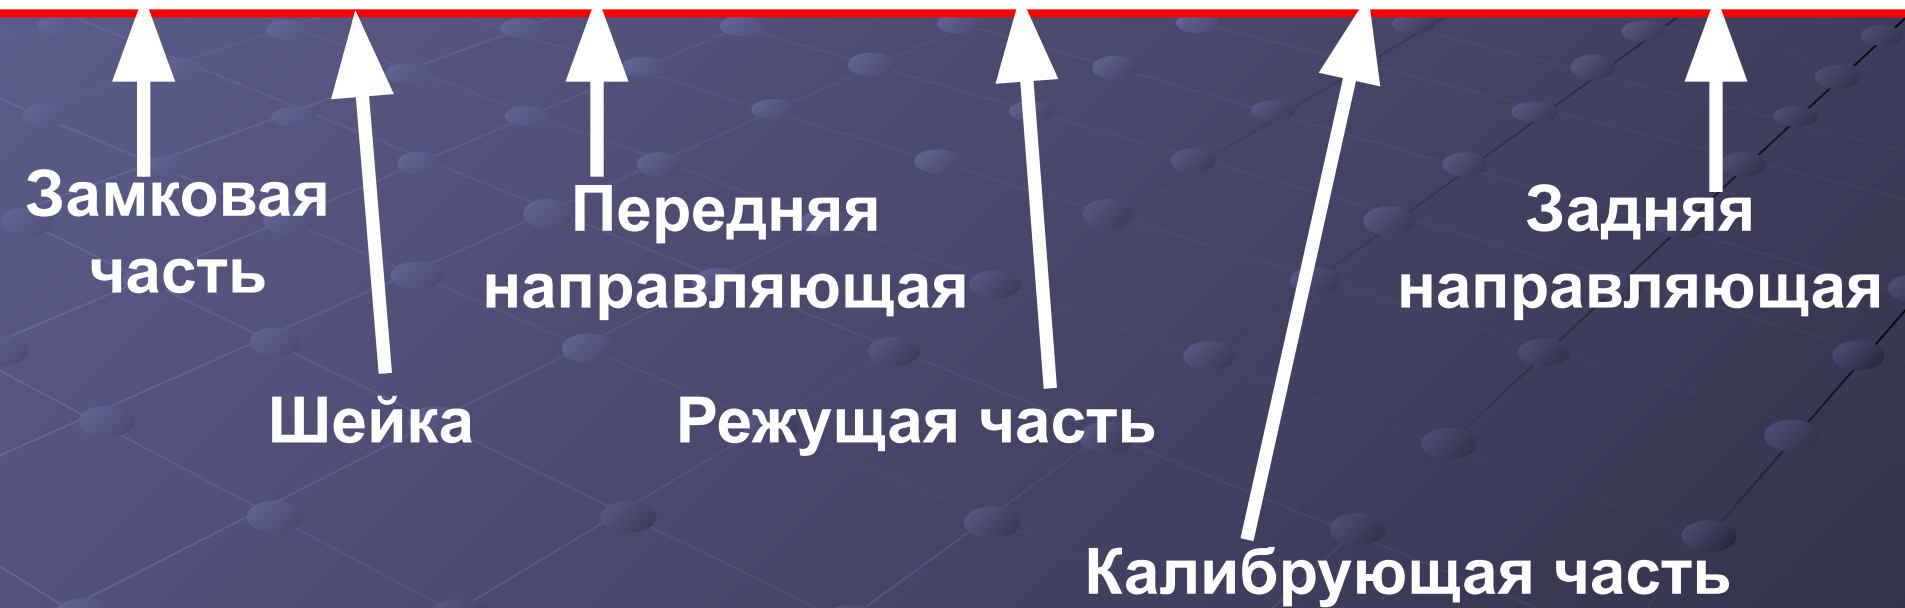 Замковая
часть
Передняя
направляющая
Задняя
направляющая
Шейка
Режущая часть
Калибрующая часть